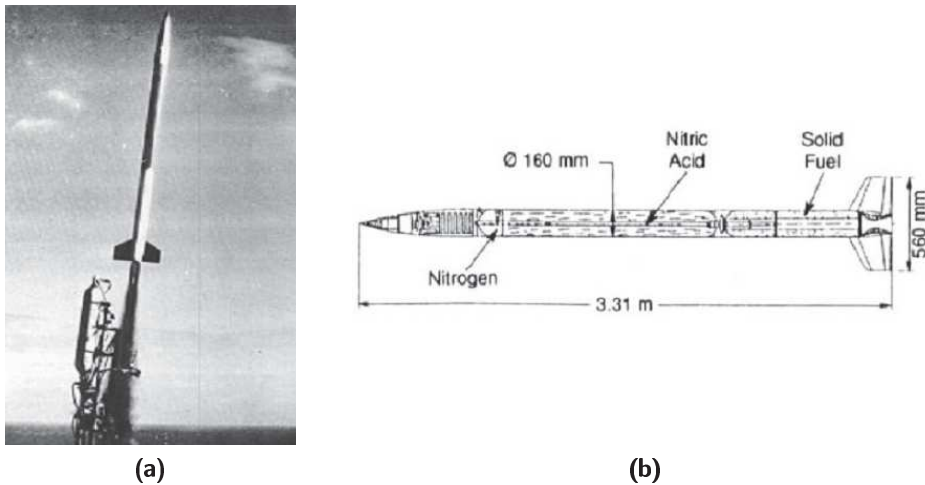 Nitric
Acid
Solid
Fuel
Ø 160 mm
560 mm
Nitrogen
3.31 m
(a)
(b)